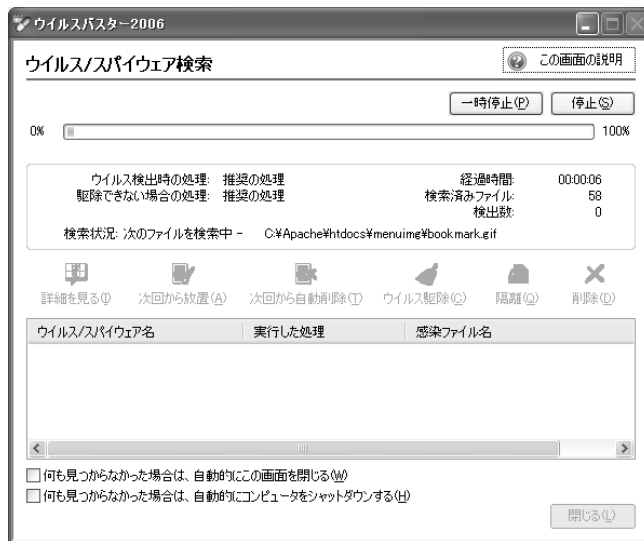 ウイルスバスター2006
ウイルス/スパイウェア検索
この画面の説明
一時停止(P)
停止(S)
0%
100%
ウイルス検出時の処理: 推奨の処理
経過時間: 00:00:06
駆除できない場合の処理: 推奨の処理
検索済みファイル: 58
検出数: 0
検索状況: 次のファイルを検索中 - C:¥Apache¥htdocs¥menuimg¥bookmark.gif
詳細を見る(I)
次回から放置(A)
次回から自動削除(T)
ウイルス駆除(C)
隔離(Q)
削除(D)
ウイルス/スパイウェア名
実行した処理
感染ファイル名
何も見つからなかった場合は、自動的にこの画面を閉じる(W)
何も見つからなかった場合は、自動的にコンピュータをシャットダウンする(H)
閉じる(L)